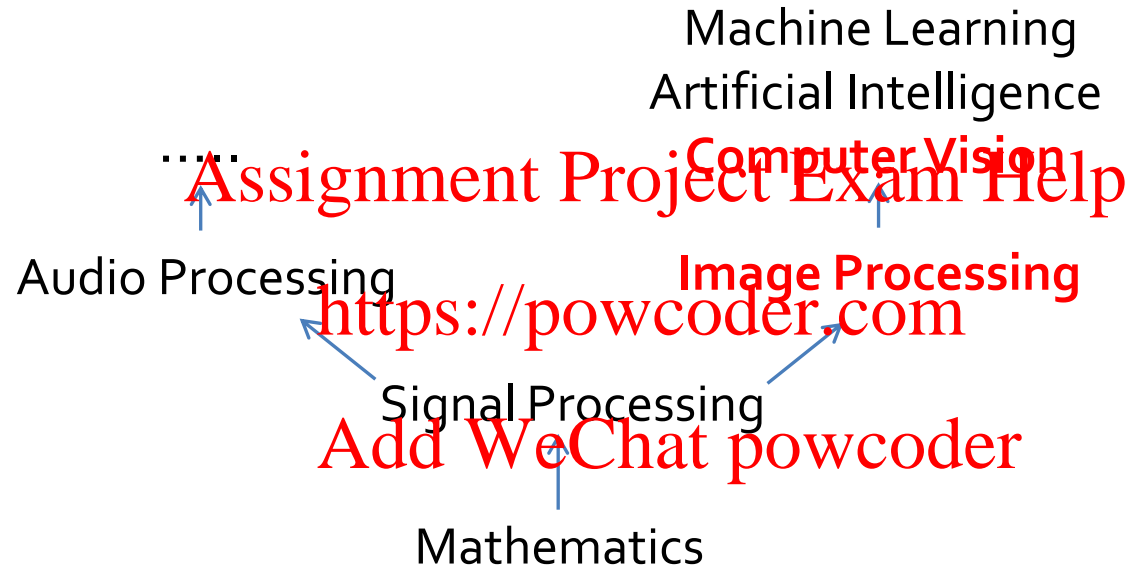 Machine Learning
Artificial Intelligence
Computer Vision
.....
Assignment Project Exam Help
Audio Processing
Image Processing
https://powcoder.com
Signal Processing
Add WeChat powcoder
Mathematics